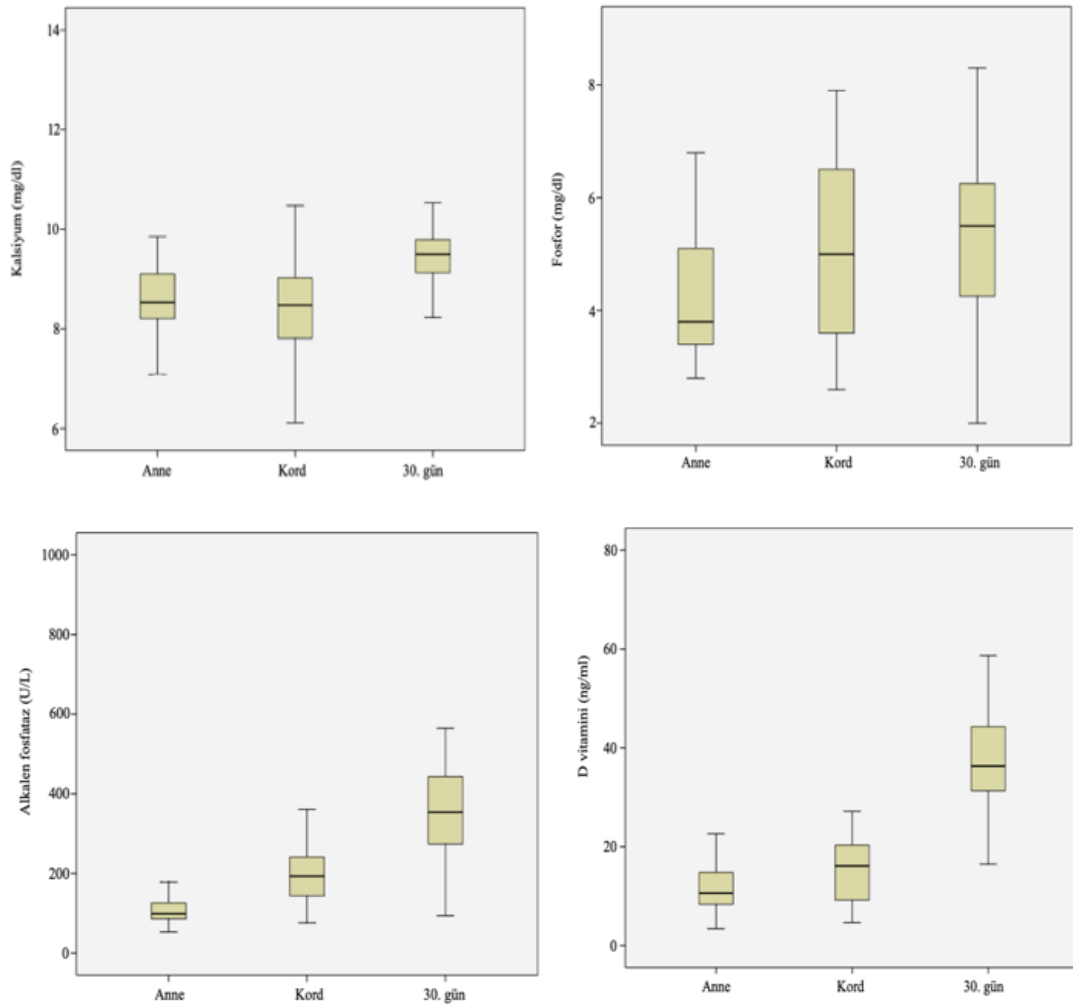 Kalsiyum (mg/dl)
14
12
10
8
6
Anne Kord 30. gün
Fosfor (mg/dl)
8
6
4
2
Anne Kord 30. gün
Alkalen fosfataz (U/L)
1000
800
600
400
200
0
Anne Kord 30. gün
D vitamini (ng/ml)
80
60
40
20
0
Anne Kord 30. gün